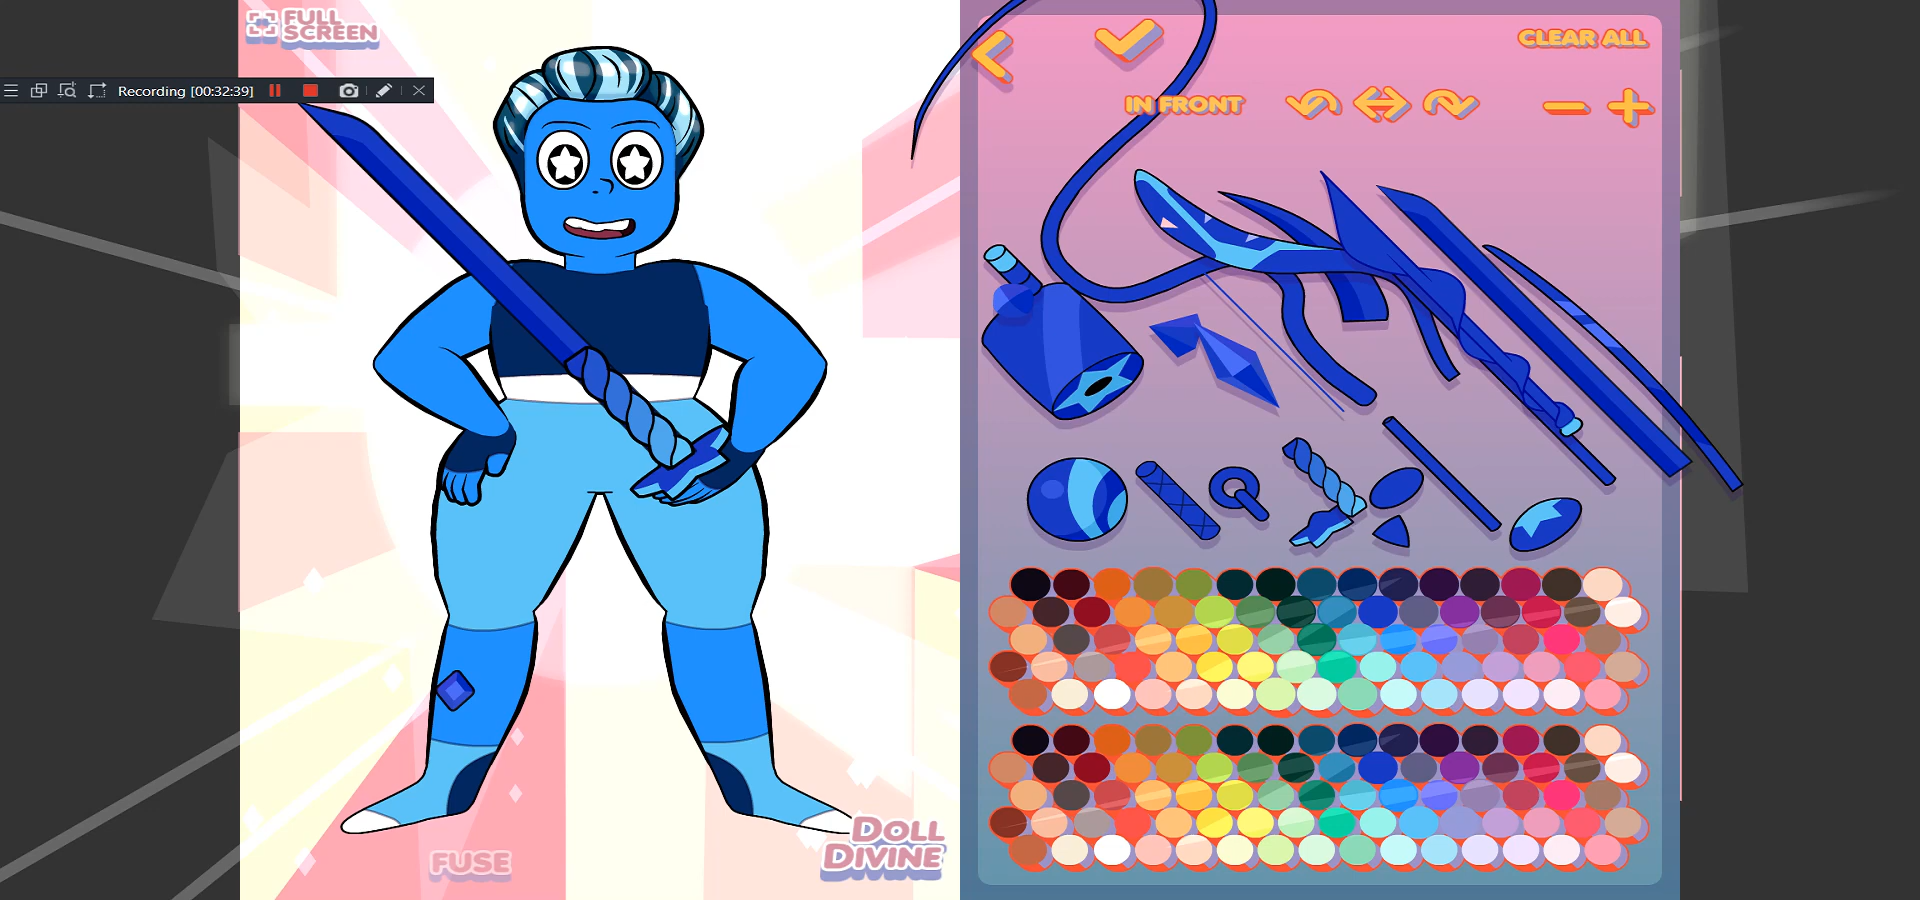 FULL
SCREEN
CLEAR ALL
Recording [00:32:39]
IN FRONT
DOLL
DIVINE
FUSE